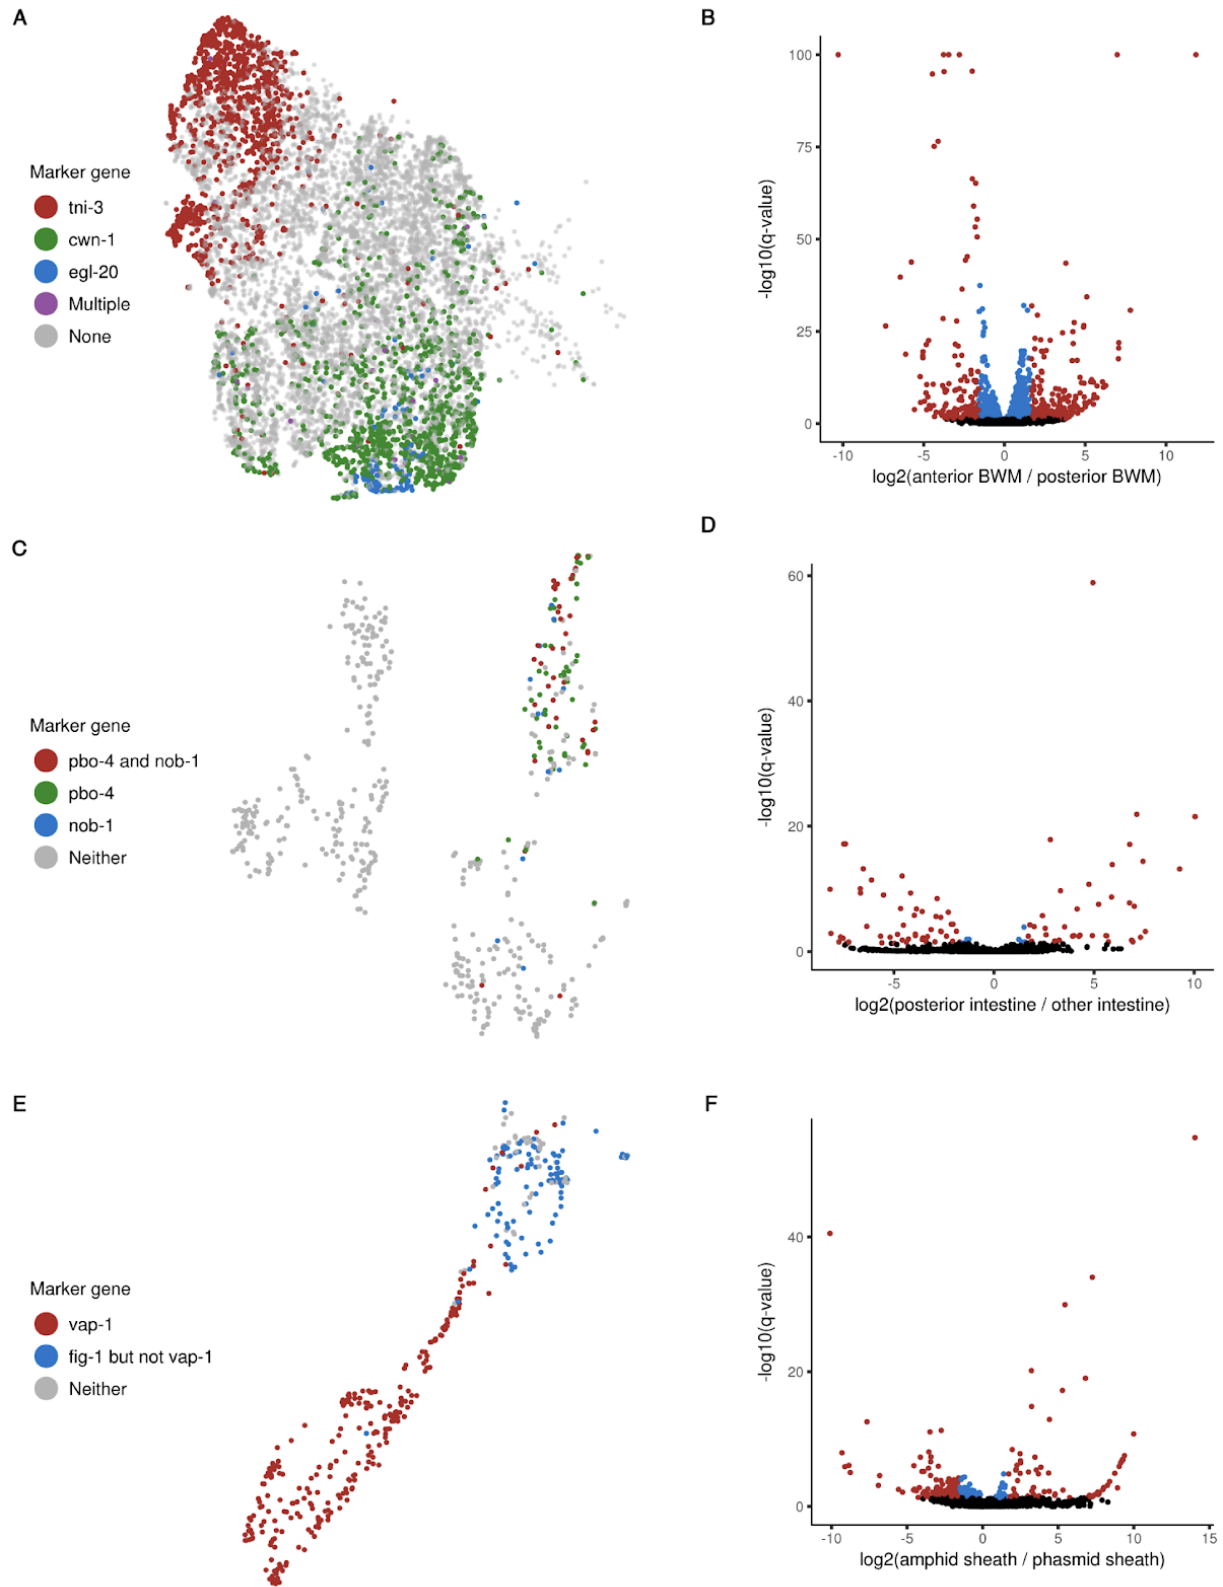 A
Marker gene
tni-3
cwn-1
egl-20
Multiple
None
B
-log10(q-value)
100
75
50
25
0
-10 -5 0 5 10
log2(anterior BWM / posterior BWM)
C
Marker gene
pbo-4 and nob-1
pbo-4
nob-1
Neither
D
-log10(q-value)
60
40
20
0
-5 0 5 10
log2(posterior intestine / other intestine)
E
Marker gene
vap-1
fig-1 but not vap-1
Neither
F
-log10(q-value)
40
20
0
-10 -5 0 5 10 15
log2(amphid sheath / phasmid sheath)